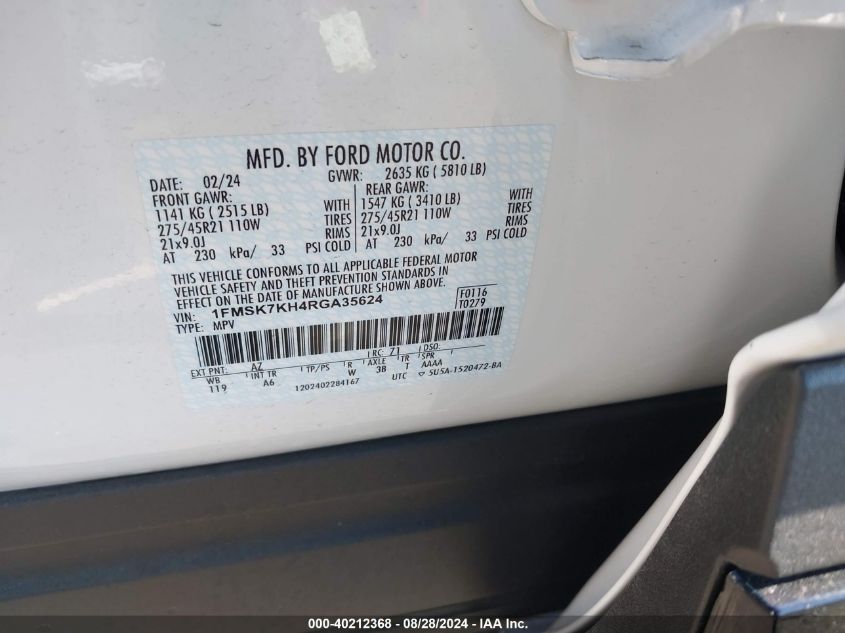 MFD. BY FORD MOTOR CO.
DATE: 02/24 GVWR: 2635 KG ( 5810 LB)
FRONT GAWR: REAR GAWR:
1141 KG ( 2515 LB) WITH 1547 KG ( 3410 LB) WITH
275/45R21 110W TIRES 275/45R21 110W TIRES
21x9.0J RIMS 21x9.0J RIMS
AT 230 kPa/ 33 PSI COLD AT 230 kPa/ 33 PSI COLD
THIS VEHICLE CONFORMS TO ALL APPLICABLE FEDERAL MOTOR
VEHICLE SAFETY AND THEFT PREVENTION STANDARDS IN
EFFECT ON THE DATE OF MANUFACTURE SHOWN ABOVE.
VIN: 1FMSK7KH4RGA35624 F0116
TYPE: MPV T0279
EXT PNT: AZ RC: 71 DSO:
WB INT TR TP/PS R AXLE TR SPR
119 A6 W 3B T AAAA
1202402284167 UTC 5U5A-1520472-BA
000-40212368 | 08/28/2024 - IAA Inc.